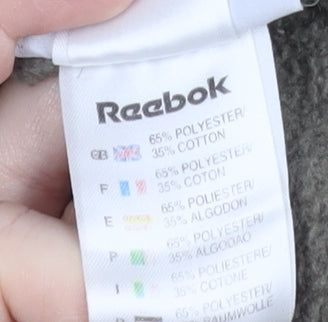 Reebok
GB 65% POLYESTER/
35% COTTON
F 65% POLYESTER/
35% COTON
E 65% POLIESTER/
35% ALGODON
P 65% POLYESTER/
35% ALGODAO
I 65% POLIESTERE/
35% COTONE
65% POLYESTER/
BAUMWOLLE